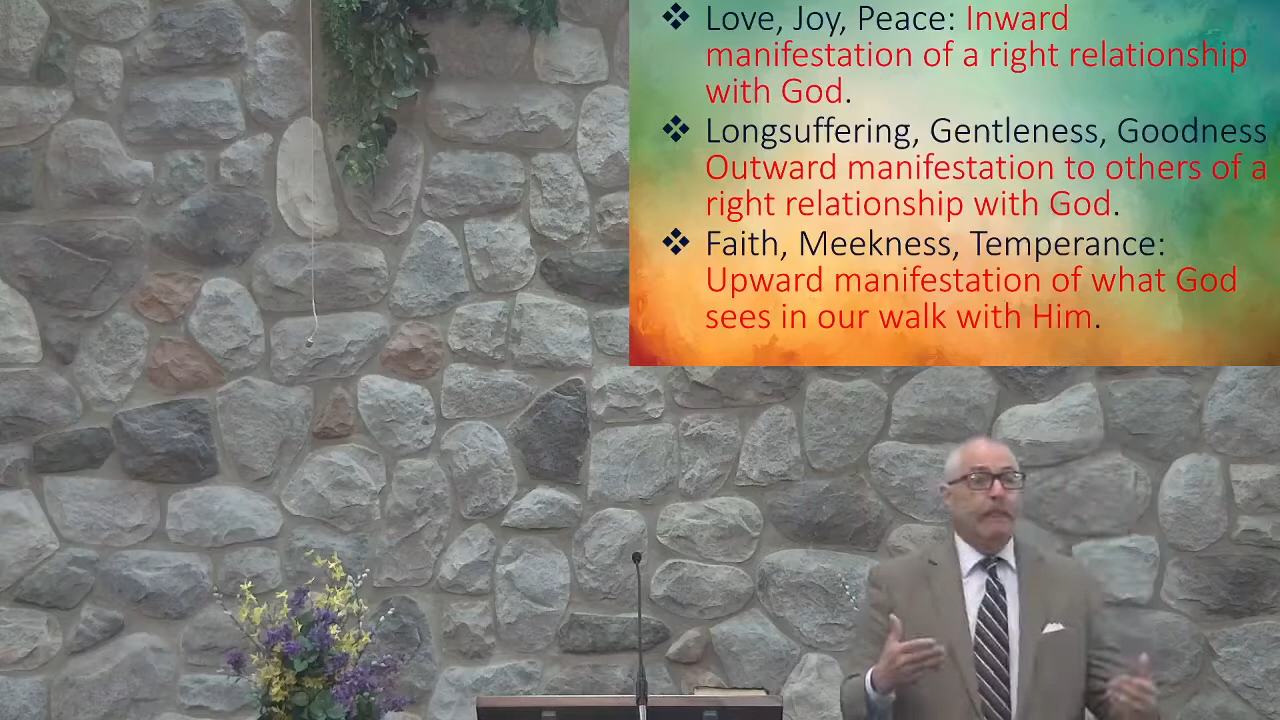 ❖ Love, Joy, Peace: Inward
manifestation of a right relationship
with God.
❖ Longsuffering, Gentleness, Goodness
Outward manifestation to others of a
right relationship with God.
❖ Faith, Meekness, Temperance:
Upward manifestation of what God
sees in our walk with Him.